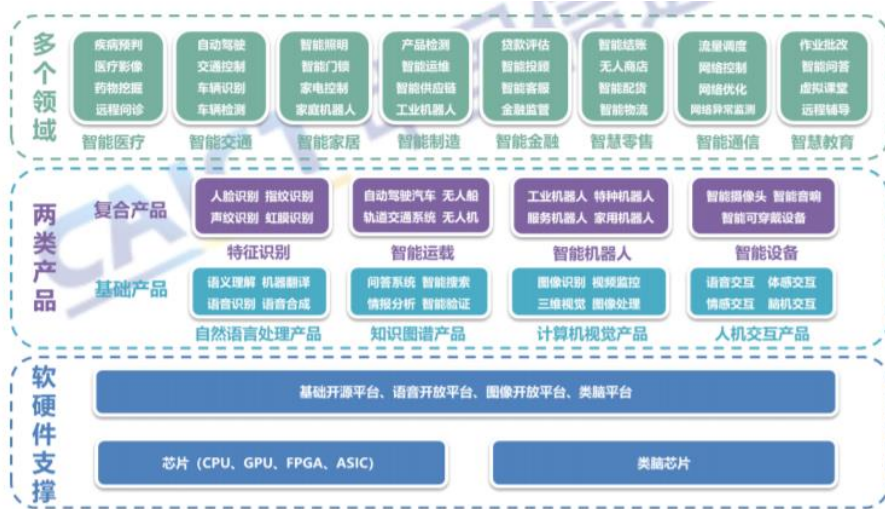 多个领域
疾病预判
医疗影像
药物挖掘
远程问诊
智能医疗
自动驾驶
交通控制
车辆识别
车辆检测
智能交通
智能照明
智能门锁
家电控制
家庭机器人
智能家居
产品检测
智能运维
智能供应链
工业机器人
智能制造
贷款评估
智能投顾
智能客服
金融监管
智能金融
智能结账
无人商店
智能配货
智能物流
智慧零售
流量调度
网络控制
网络优化
网络异常监测
智能通信
作业批改
智能问答
虚拟课堂
远程辅导
智慧教育
两类产品
复合产品
人脸识别 指纹识别
声纹识别 虹膜识别
特征识别
自动驾驶汽车 无人船
轨道交通系统 无人机
智能运载
工业机器人 特种机器人
服务机器人 家用机器人
智能机器人
智能摄像头 智能音响
智能可穿戴设备
智能设备
基础产品
语义理解 机器翻译
语音识别 语音合成
自然语言处理产品
问答系统 智能搜索
情报分析 智能验证
知识图谱产品
图像识别 视频监控
三维视觉 图像处理
计算机视觉产品
语音交互 体感交互
情感交互 脑机交互
人机交互产品
软硬件支撑
基础开源平台、语音开放平台、图像开放平台、类脑平台
芯片（CPU、GPU、FPGA、ASIC）
类脑芯片